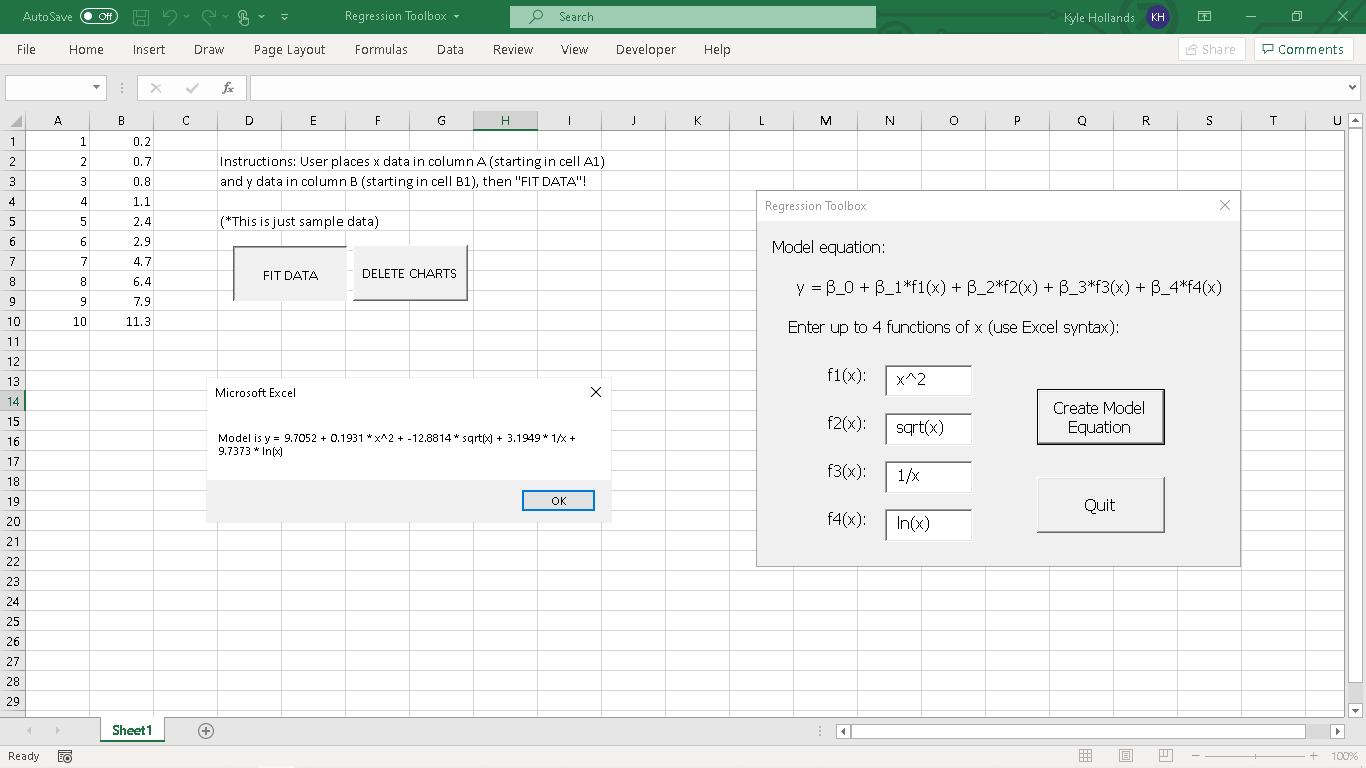 AutoSave Off Regression Toolbox Search Kyle Hollands KH
File Home Insert Draw Page Layout Formulas Data Review View Developer Help Share Comments
fx
A B C D E F G H I J K L M N O P Q R S T U
1 1 0.2
2 2 0.7 Instructions: User places x data in column A (starting in cell A1)
3 3 0.8 and y data in column B (starting in cell B1), then "FIT DATA"!
4 4 1.1
5 5 2.4 (*This is just sample data)
6 6 2.9
7 7 4.7
8 8 6.4
9 9 7.9
10 10 11.3
11
12
13
14
15
16
17
18
19
20
21
22
23
24
25
26
27
28
29
FIT DATA DELETE CHARTS
Microsoft Excel
Model is y = 9.7052 + 0.1931 * x^2 + -12.8814 * sqrt(x) + 3.1949 * 1/x +
9.7373 * ln(x)
OK
Regression Toolbox
Model equation:
y = β_0 + β_1*f1(x) + β_2*f2(x) + β_3*f3(x) + β_4*f4(x)
Enter up to 4 functions of x (use Excel syntax):
f1(x): x^2
f2(x): sqrt(x)
f3(x): 1/x
f4(x): ln(x)
Create Model
Equation
Quit
Sheet1
Ready 100%